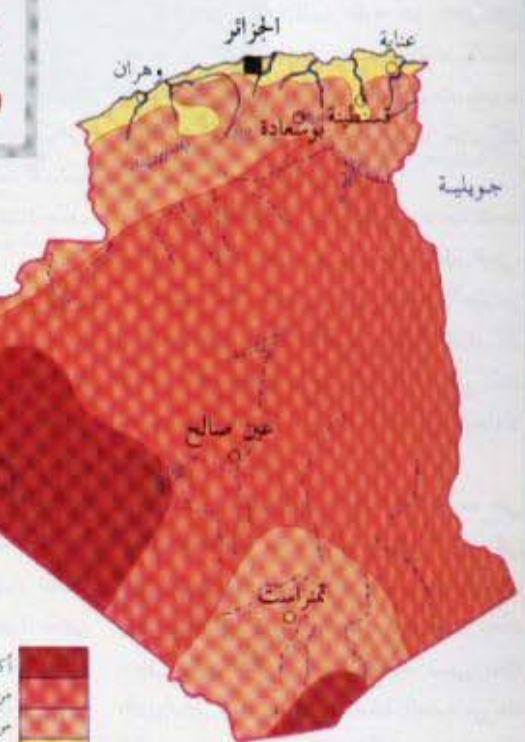 الجزائر
عنابة
وهران
قسنطينة
بوسعادة
جويلية
عين صالح
تمنراست